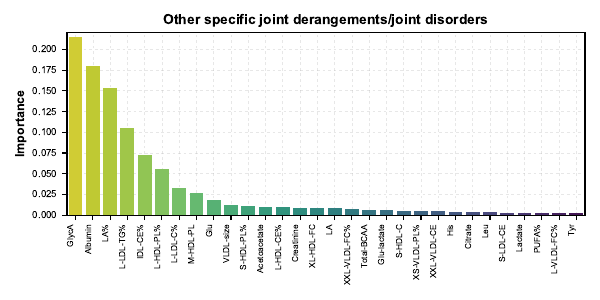 Other specific joint derangements/joint disorders
Importance
0.200
0.175
0.150
0.125
0.100
0.075
0.050
0.025
0.000
GlycA
Albumin
LA%
L-LDL-TG%
IDL-CE%
L-HDL-PL%
L-LDL-C%
M-HDL-PL
Glu
VLDL-size
S-HDL-PL%
Acetoacetate
L-HDL-CE%
Creatinine
XL-HDL-FC
LA
XXL-VLDL-FC%
Total-BCAA
Glu-lactate
S-HDL-C
XS-VLDL-PL%
XXL-VLDL-CE
His
Citrate
Leu
S-LDL-CE
Lactate
PUFA%
L-VLDL-FC%
Tyr